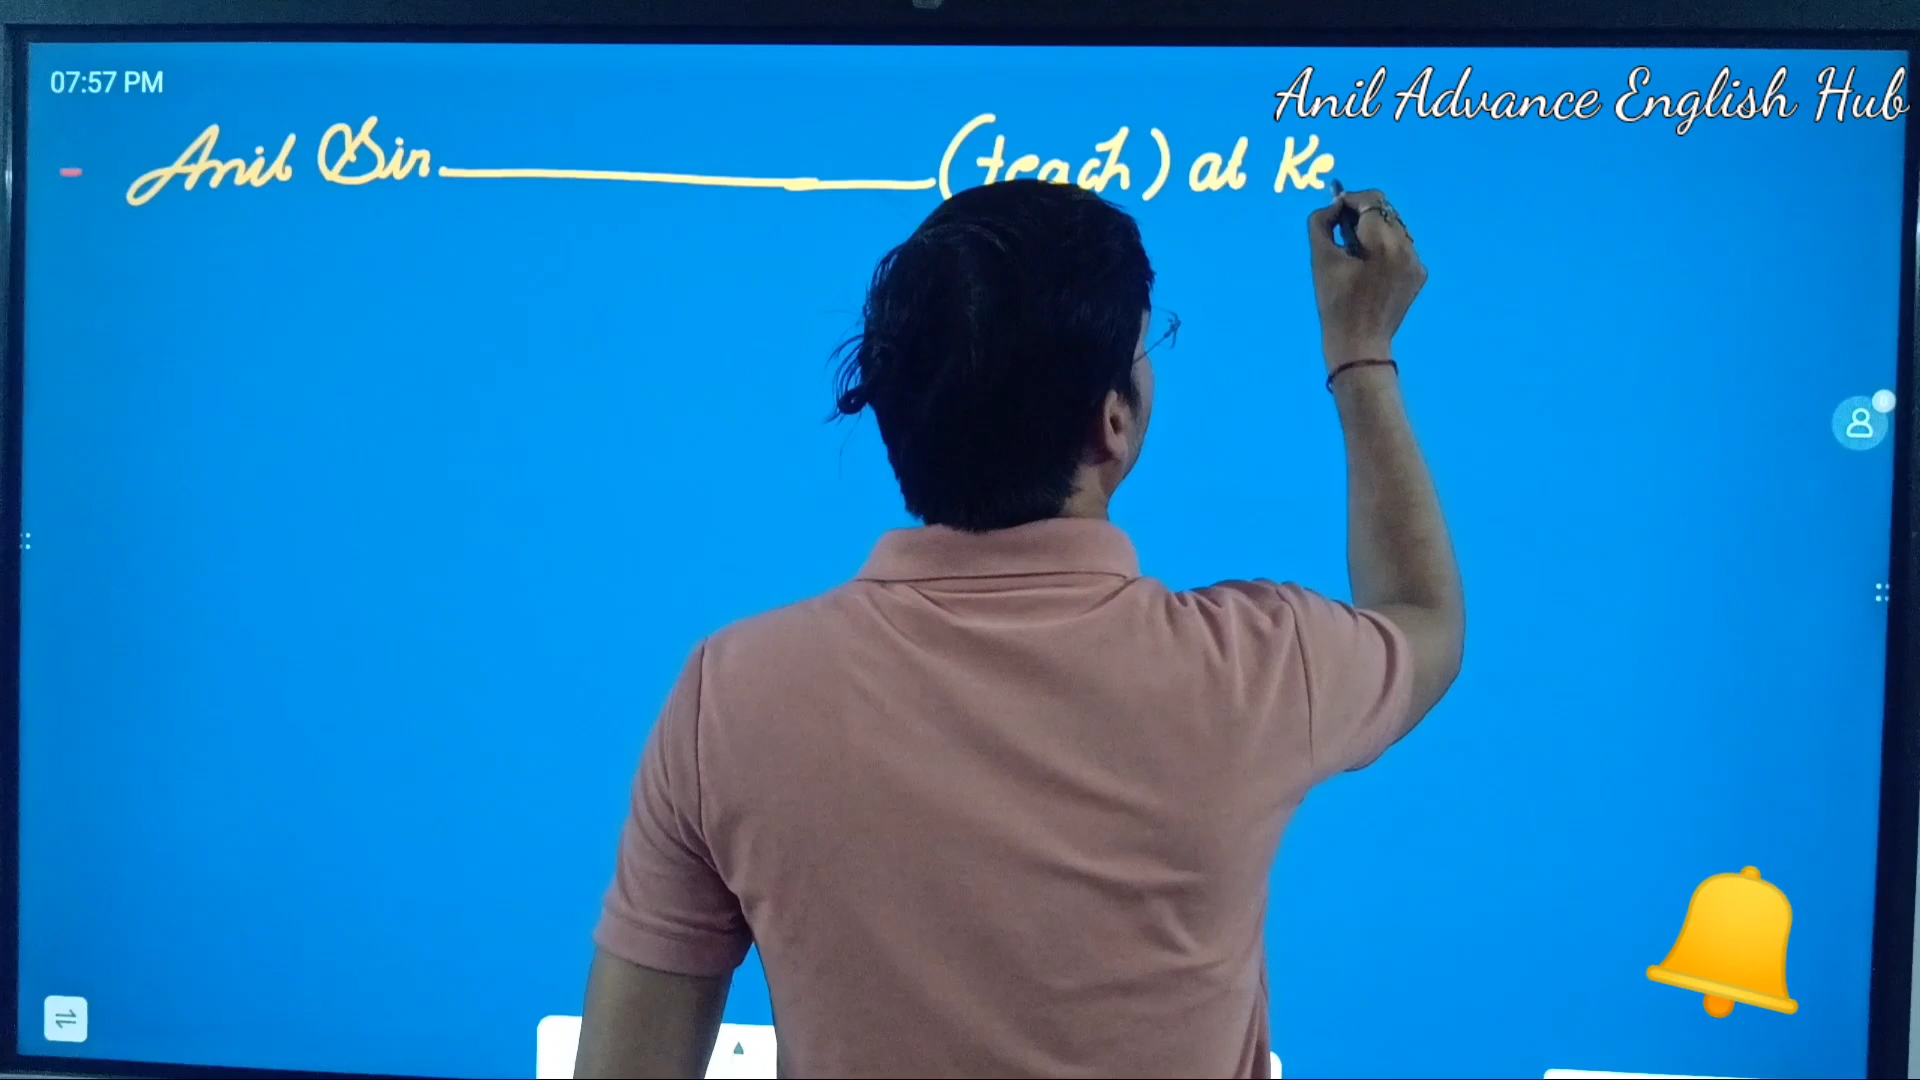 07:57 PM
Anil Advance English Hub
Anil Sir ________ (teach) at Ke